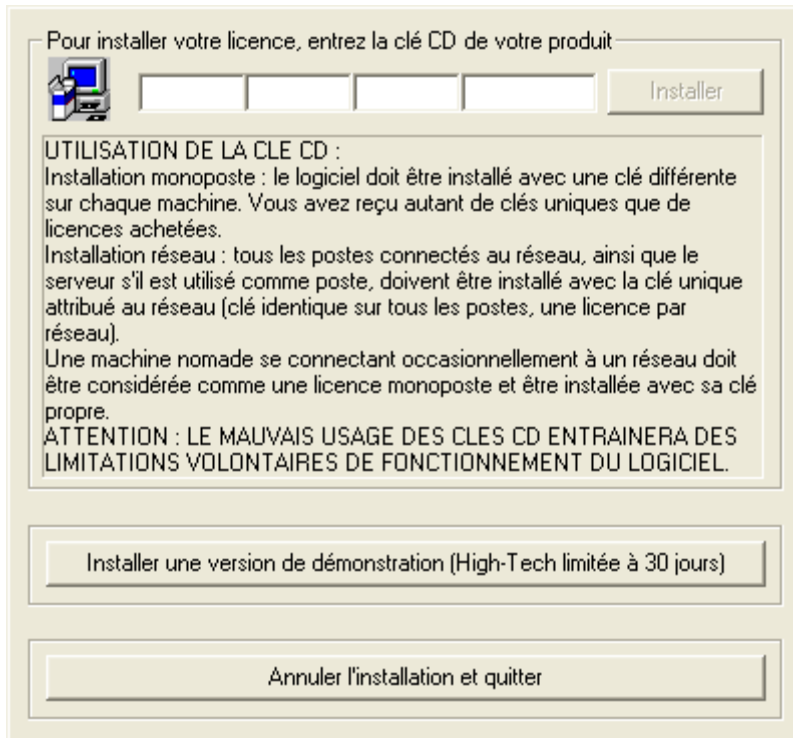 Pour installer votre licence, entrez la clé CD de votre produit
Installer
UTILISATION DE LA CLE CD :
Installation monoposte : le logiciel doit être installé avec une clé différente
sur chaque machine. Vous avez reçu autant de clés uniques que de
licences achetées.
Installation réseau : tous les postes connectés au réseau, ainsi que le
serveur s'il est utilisé comme poste, doivent être installé avec la clé unique
attribué au réseau (clé identique sur tous les postes, une licence par
réseau).
Une machine nomade se connectant occasionnellement à un réseau doit
être considérée comme une licence monoposte et être installée avec sa clé
propre.
ATTENTION : LE MAUVAIS USAGE DES CLES CD ENTRAINERA DES
LIMITATIONS VOLONTAIRES DE FONCTIONNEMENT DU LOGICIEL.
Installer une version de démonstration (High-Tech limitée à 30 jours)
Annuler l'installation et quitter